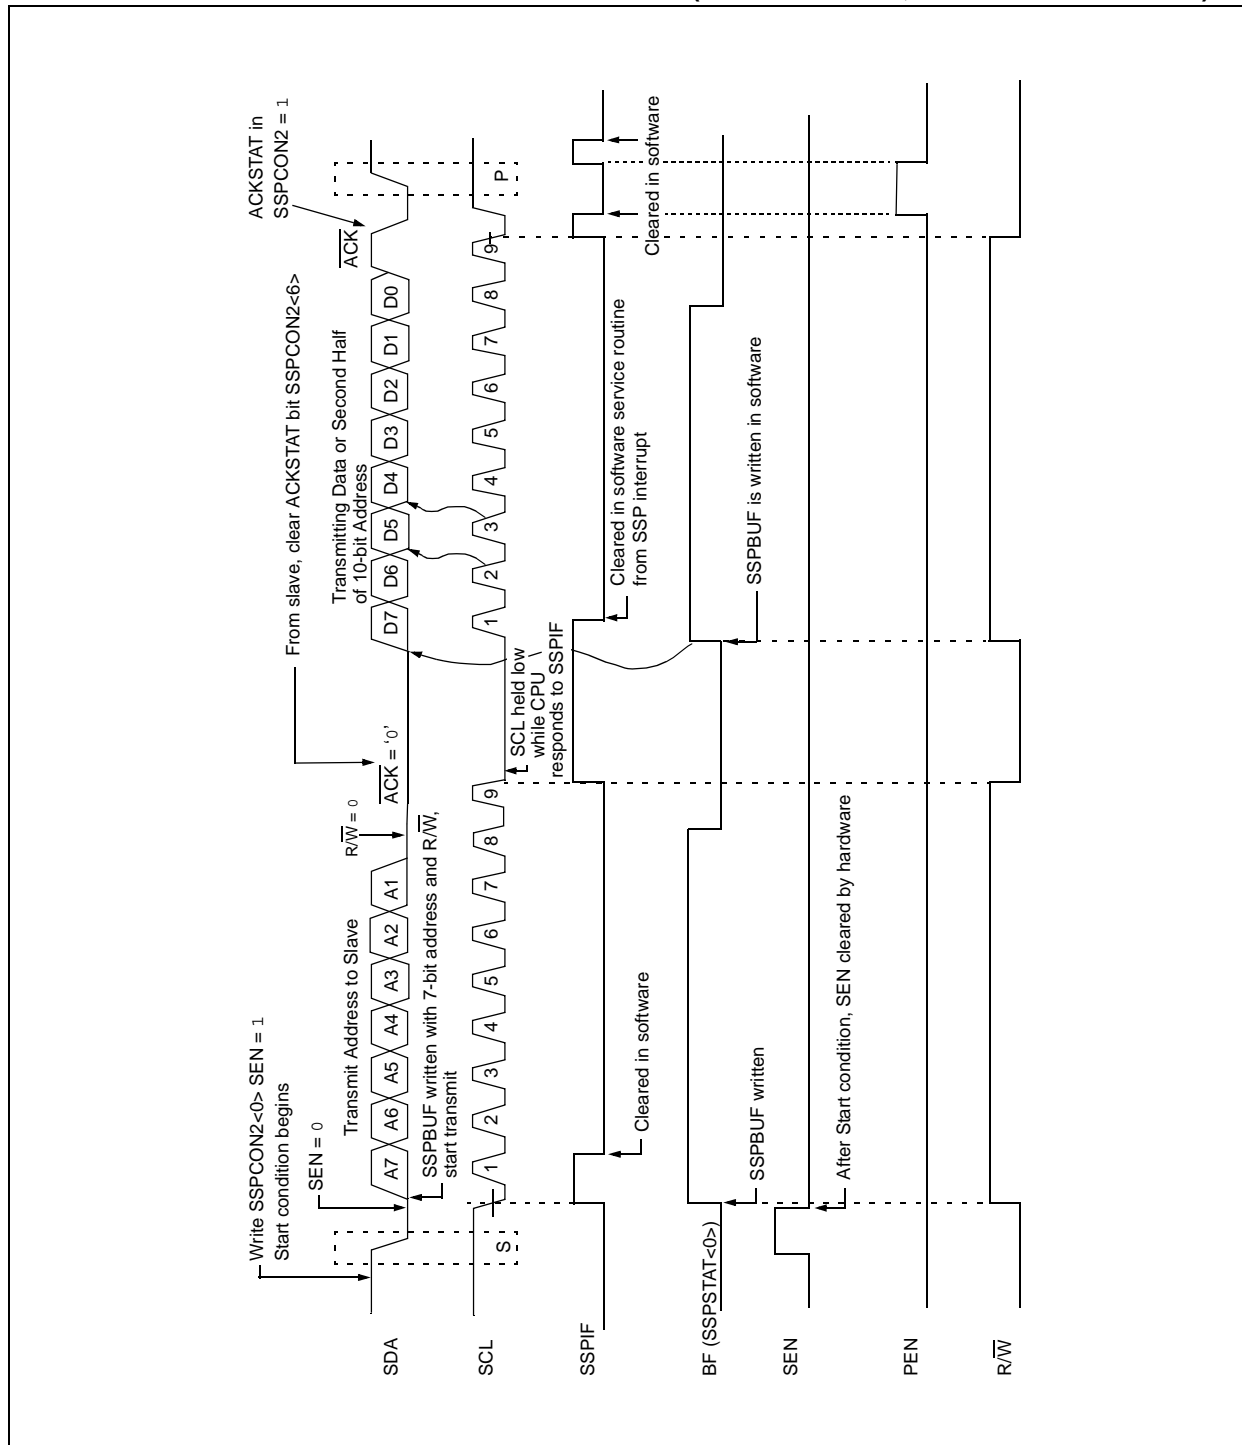 Write SSPCON2<0> SEN = 1
Start condition begins
SEN = 0
Transmit Address to Slave
R/W = 0
From slave, clear ACKSTAT bit SSPCON2<6>
ACK = '0'
Transmitting Data or Second Half
of 10-bit Address
ACKSTAT in
SSPCON2 = 1
ACK
SDA
A7 A6 A5 A4 A3 A2 A1
D7 D6 D5 D4 D3 D2 D1 D0
SSPBUF written with 7-bit address and R/W,
start transmit
SCL
S
1 2 3 4 5 6 7 8 9
1 2 3 4 5 6 7 8 9
P
SCL held low
while CPU
responds to SSPIF
SSPIF
Cleared in software
Cleared in software service routine
from SSP interrupt
Cleared in software
BF (SSPSTAT<0>)
SSPBUF written
SSPBUF is written in software
SEN
After Start condition, SEN cleared by hardware
PEN
R/W